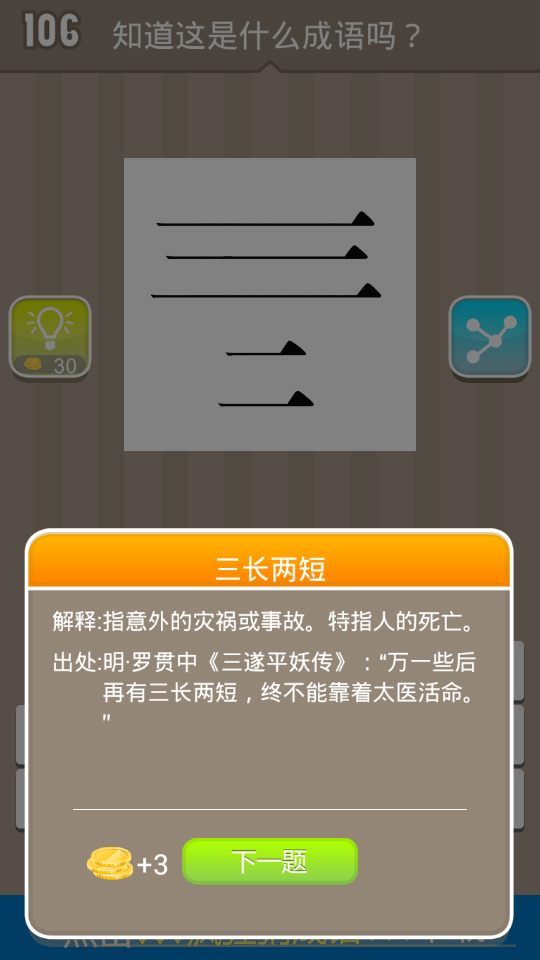 106
知道这是什么成语吗？
30
三长两短
解释:指意外的灾祸或事故。特指人的死亡。
出处:明·罗贯中《三遂平妖传》：“万一些后
再有三长两短，终不能靠着太医活命。
”
+3
下一题